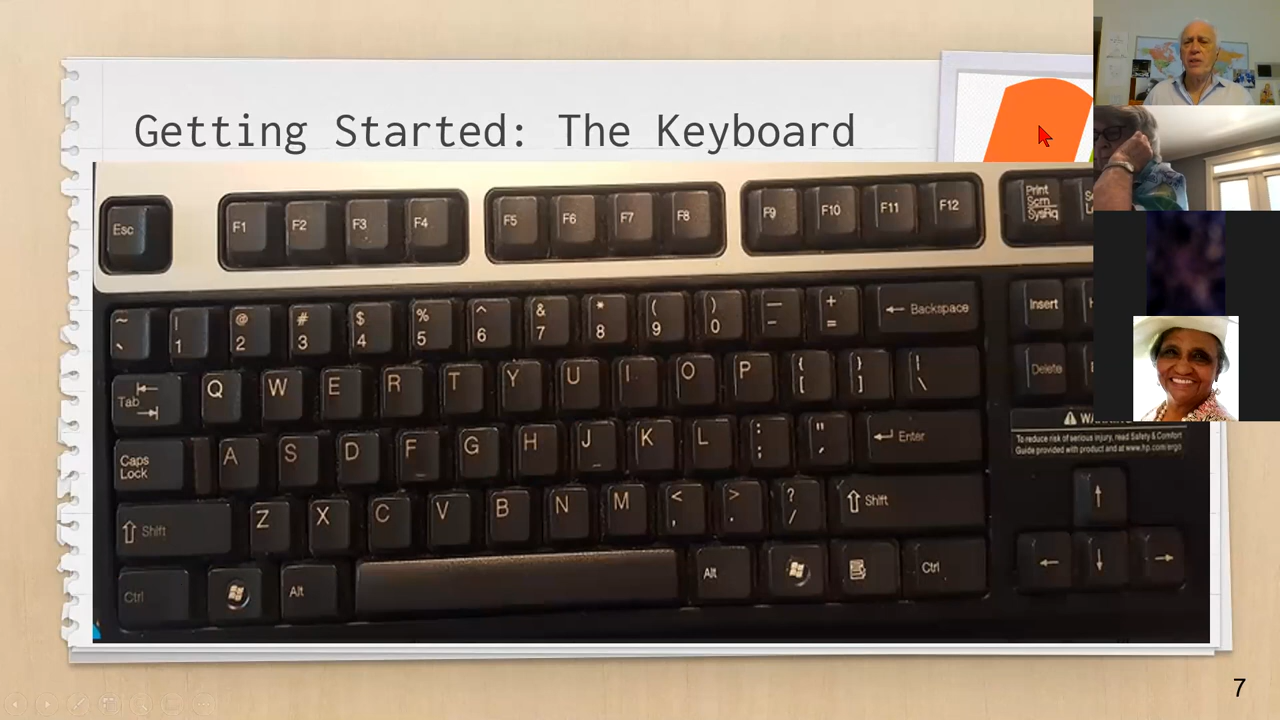 Getting Started: The Keyboard
Esc F1 F2 F3 F4 F5 F6 F7 F8 F9 F10 F11 F12 Print Scrn SysRq
~ ` | 1 @ 2 # 3 $ 4 % 5 ^ 6 & 7 * 8 ( 9 ) 0 — - + = ← Backspace Insert
Tab Q W E R T Y U I O P { [ } ] | \ Delete
Caps Lock A S D F G H J K L : ; " ' ← Enter
To reduce risk of serious injury, read Safety & Comfort
Guide provided with product and at www.hp.com/ergo
⇧ Shift Z X C V B N M < , > . ? / ⇧ Shift ↑
Ctrl Alt Alt Ctrl ← ↓ →
7